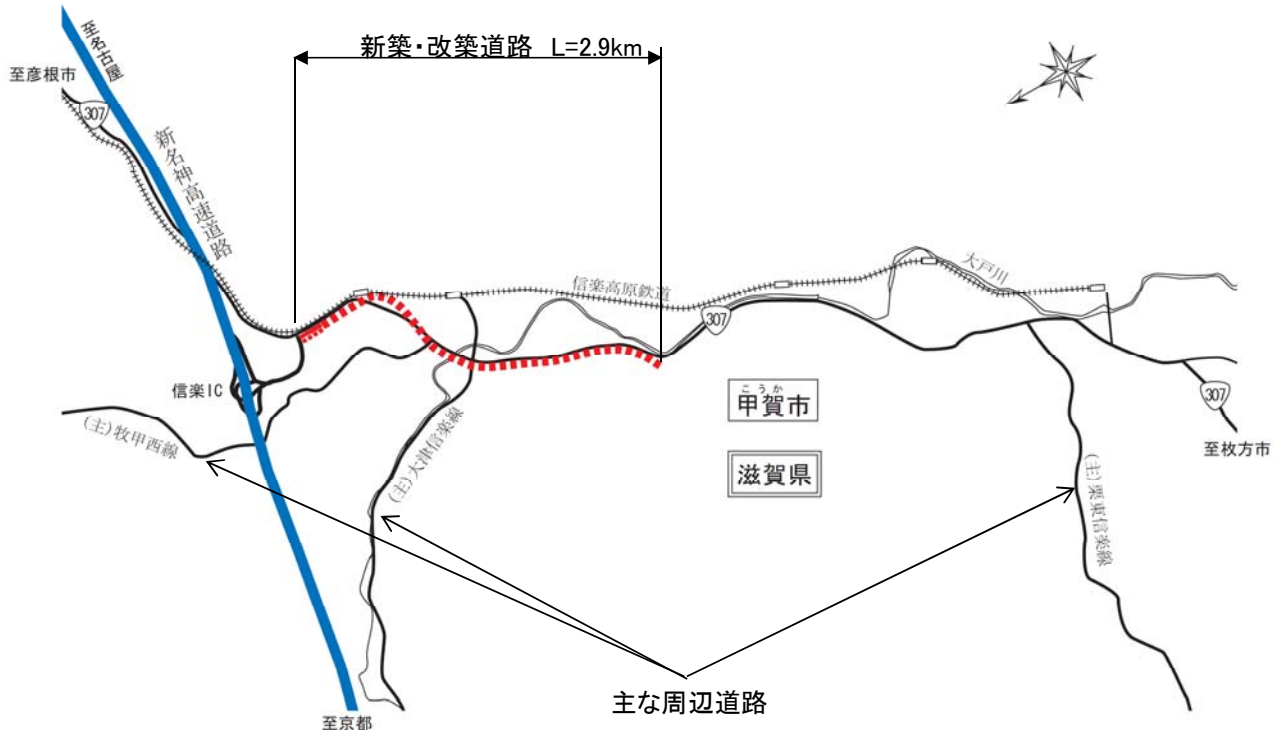 新築・改築道路 L=2.9km
至名古屋
至彦根市
307
新名神高速道路
大戸川
信楽高原鉄道
307
信楽IC
こうか
甲賀市
307
(主)牧甲西線
(主)大津信楽線
至枚方市
滋賀県
(主)栗東信楽線
主な周辺道路
至京都